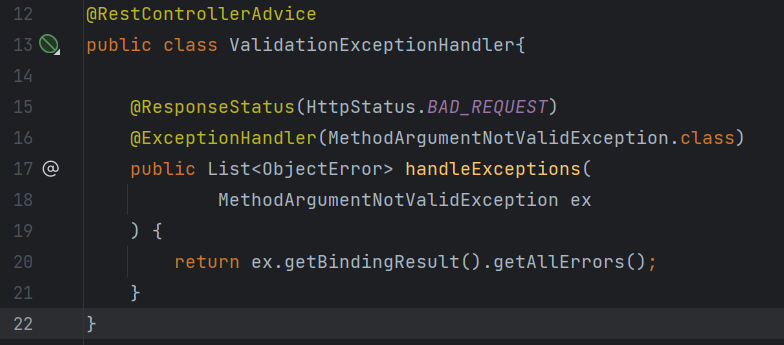 12 @RestControllerAdvice
13 public class ValidationExceptionHandler{
14
15     @ResponseStatus(HttpStatus.BAD_REQUEST)
16     @ExceptionHandler(MethodArgumentNotValidException.class)
17 @   public List<ObjectError> handleExceptions(
18             MethodArgumentNotValidException ex
19     ) {
20         return ex.getBindingResult().getAllErrors();
21     }
22 }